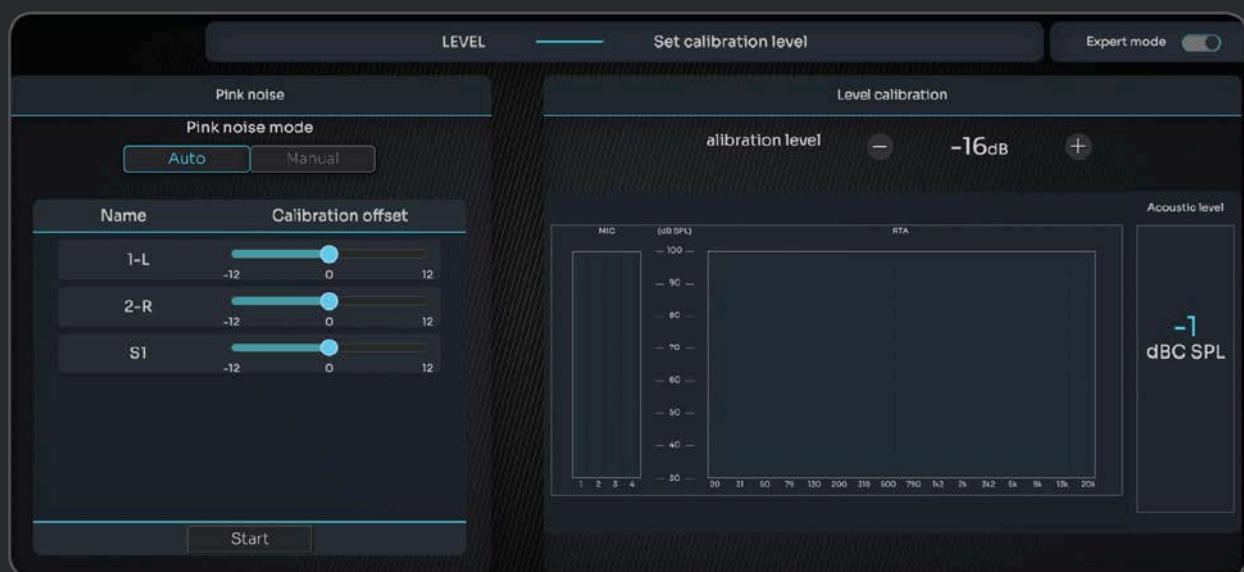 LEVEL Set calibration level
Expert mode
Pink noise
Pink noise mode
Auto Manual
Name Calibration offset
1-L
-12 0 12
2-R
-12 0 12
S1
-12 0 12
Start
Level calibration
alibration level − -16dB +
MIC (dB SPL) RTA
100
90
80
70
60
50
40
30
1 2 3 4
20 31 50 79 130 200 316 500 790 1k3 2k 3k2 5k 8k 13k 20k
Acoustic level
-1
dBC SPL